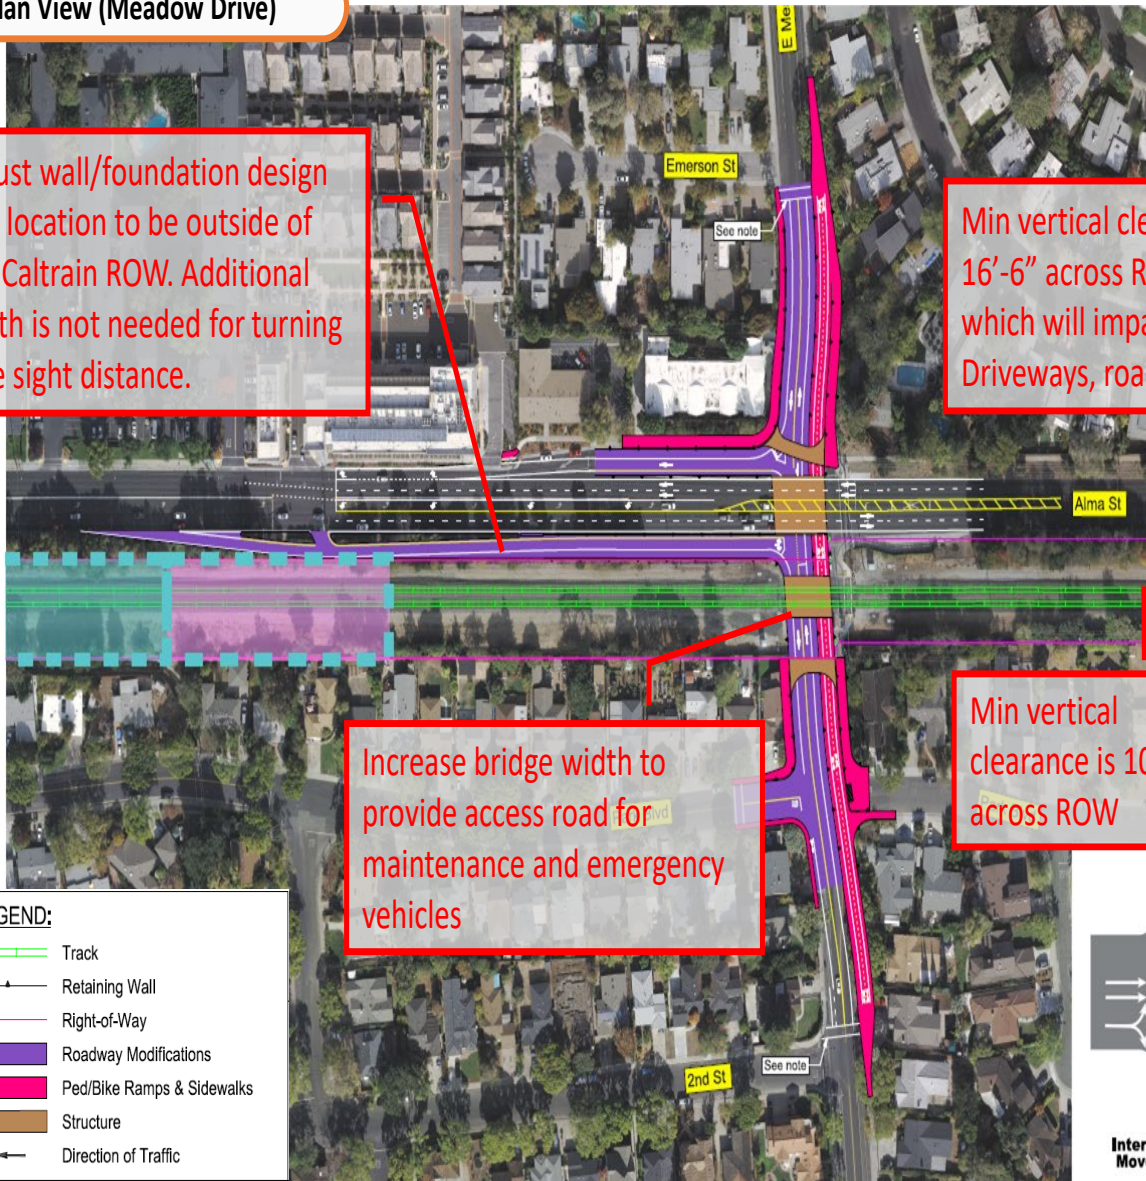 lan View (Meadow Drive)
E Me
Emerson St
ust wall/foundation design
location to be outside of
Caltrain ROW. Additional
th is not needed for turning
e sight distance.
See note
Min vertical cle
16'-6" across R
which will impa
Driveways, roa
Alma St
Min vertical
clearance is 10
across ROW
Increase bridge width to
provide access road for
maintenance and emergency
vehicles
GEND:
Track
Retaining Wall
Right-of-Way
Roadway Modifications
Ped/Bike Ramps & Sidewalks
Structure
Direction of Traffic
2nd St
See note
Inter
Mov